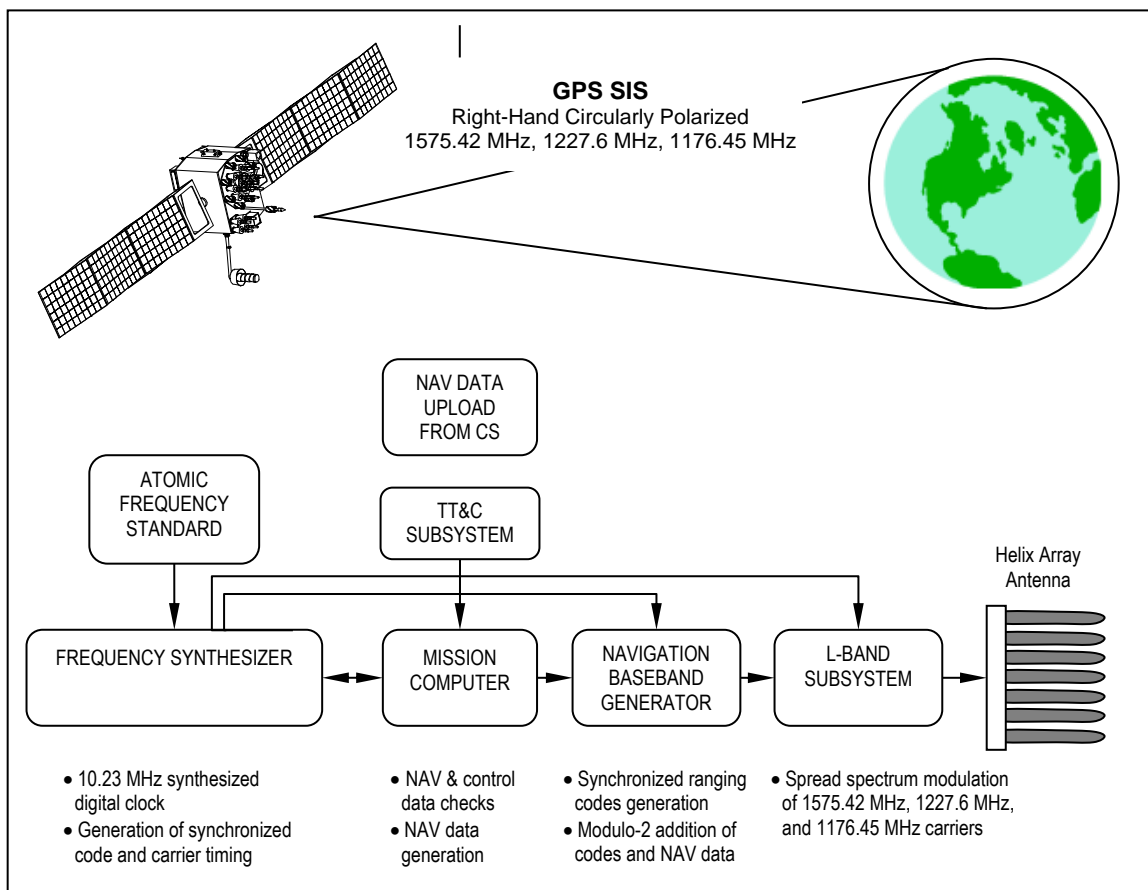 GPS SIS
Right-Hand Circularly Polarized
1575.42 MHz, 1227.6 MHz, 1176.45 MHz
NAV DATA
UPLOAD
FROM CS
ATOMIC
FREQUENCY
STANDARD
TT&C
SUBSYSTEM
Helix Array
Antenna
FREQUENCY SYNTHESIZER
MISSION
COMPUTER
NAVIGATION
BASEBAND
GENERATOR
L-BAND
SUBSYSTEM
• 10.23 MHz synthesized
digital clock
• Generation of synchronized
code and carrier timing
• NAV & control
data checks
• NAV data
generation
• Synchronized ranging
codes generation
• Modulo-2 addition of
codes and NAV data
• Spread spectrum modulation
of 1575.42 MHz, 1227.6 MHz,
and 1176.45 MHz carriers